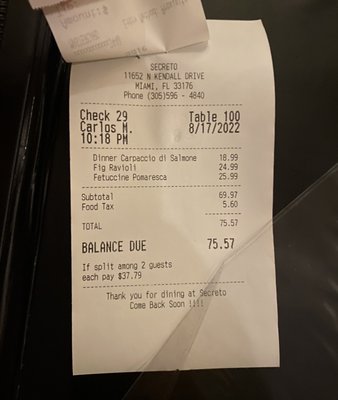 SECRETO
11652 N KENDALL DRIVE
MIAMI, FL 33176
Phone (305)596 - 4840
Check 29 Table 100
Carlos M. 8/17/2022
10:18 PM
Dinner Carpaccio di Salmone 18.99
Fig Ravioli 24.99
Fetuccine Pomaresca 25.99
Subtotal 69.97
Food Tax 5.60
TOTAL 75.57
BALANCE DUE 75.57
If split among 2 guests
each pay $37.79
Thank you for dining at Secreto
Come Back Soon !!!!